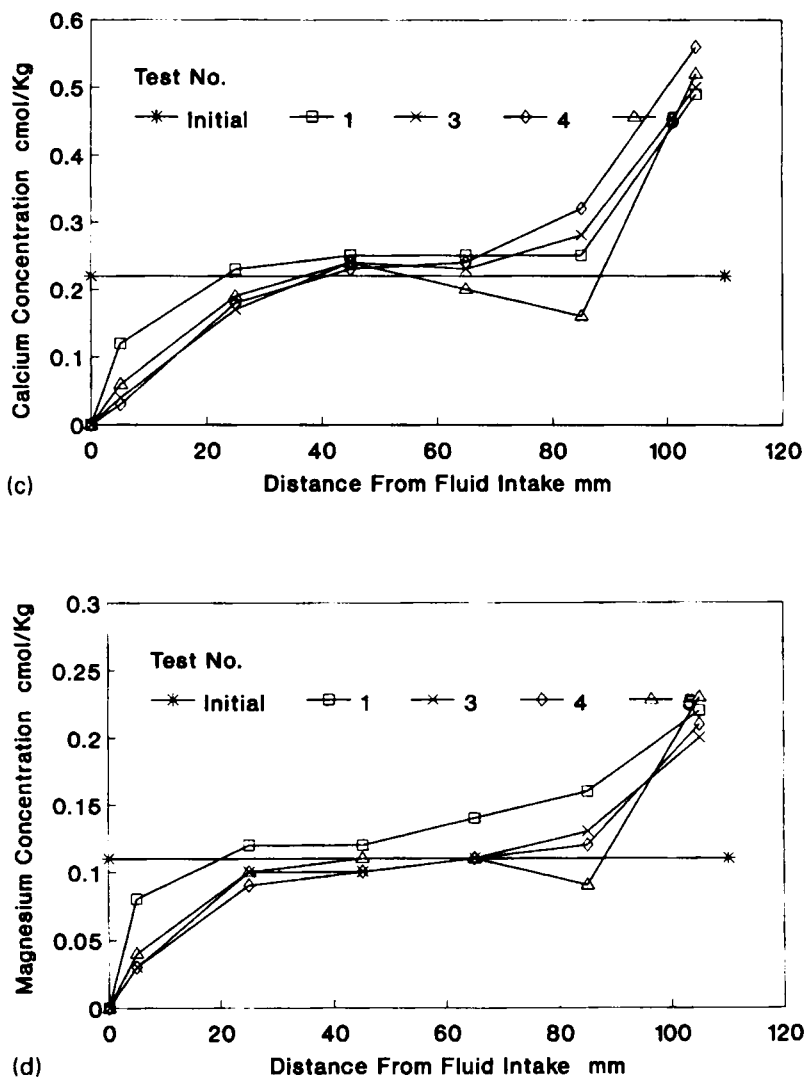 Calcium Concentration cmol/Kg
0.6
0.5
0.4
0.3
0.2
0.1
0
Test No.
Initial 1 3 4
0 20 40 60 80 100 120
Distance From Fluid Intake mm
(c)
Magnesium Concentration cmol/Kg
0.3
0.25
0.2
0.15
0.1
0.05
0
Test No.
Initial 1 3 4
0 20 40 60 80 100 120
Distance From Fluid Intake mm
(d)